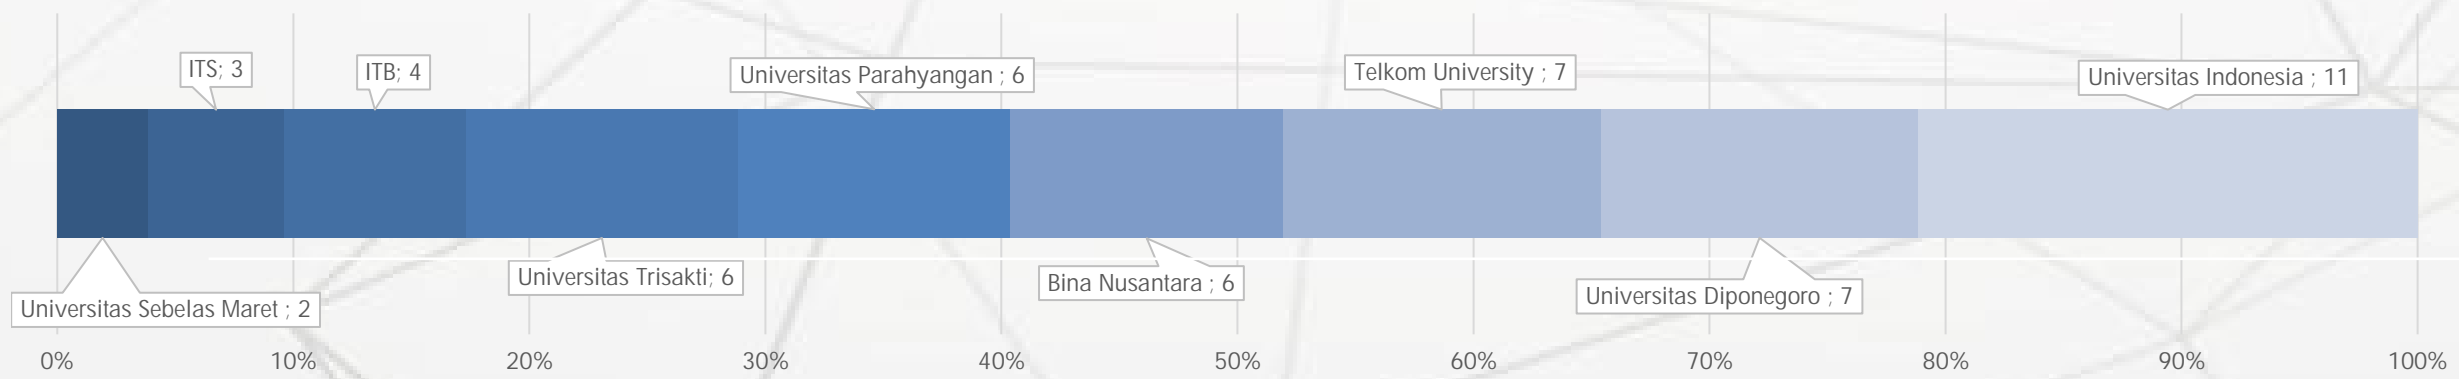 ITS; 3
ITB; 4
Universitas Parahyangan ; 6
Telkom University ; 7
Universitas Indonesia ; 11
Universitas Sebelas Maret ; 2
Universitas Trisakti; 6
Bina Nusantara ; 6
Universitas Diponegoro ; 7
0% 10% 20% 30% 40% 50% 60% 70% 80% 90% 100%